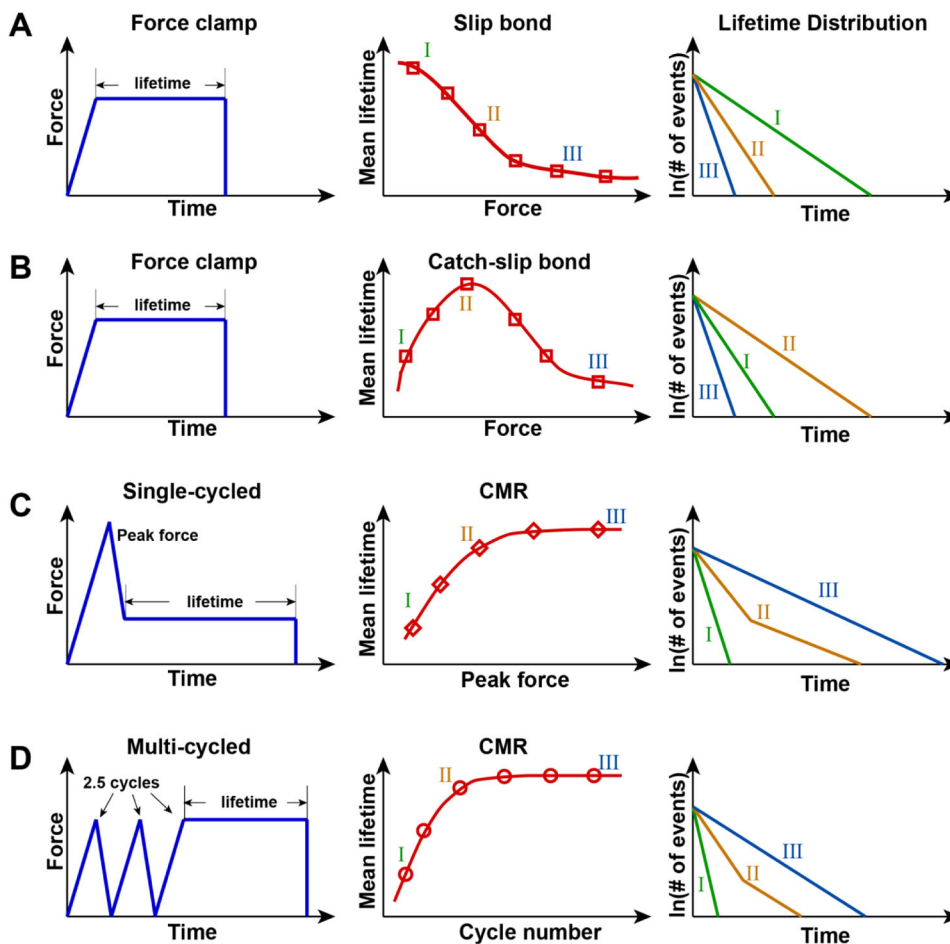 A
Force clamp
Slip bond
Lifetime Distribution
Force
lifetime
Time
Mean lifetime
I
II
III
Force
ln(# of events)
I
II
III
Time
B
Force clamp
Catch-slip bond
Force
lifetime
Time
Mean lifetime
I
II
III
Force
ln(# of events)
II
I
III
Time
C
Single-cycled
CMR
Force
Peak force
lifetime
Time
Mean lifetime
I
II
III
Peak force
ln(# of events)
III
II
I
Time
D
Multi-cycled
CMR
Force
2.5 cycles
lifetime
Time
Mean lifetime
I
II
III
Cycle number
ln(# of events)
III
II
I
Time